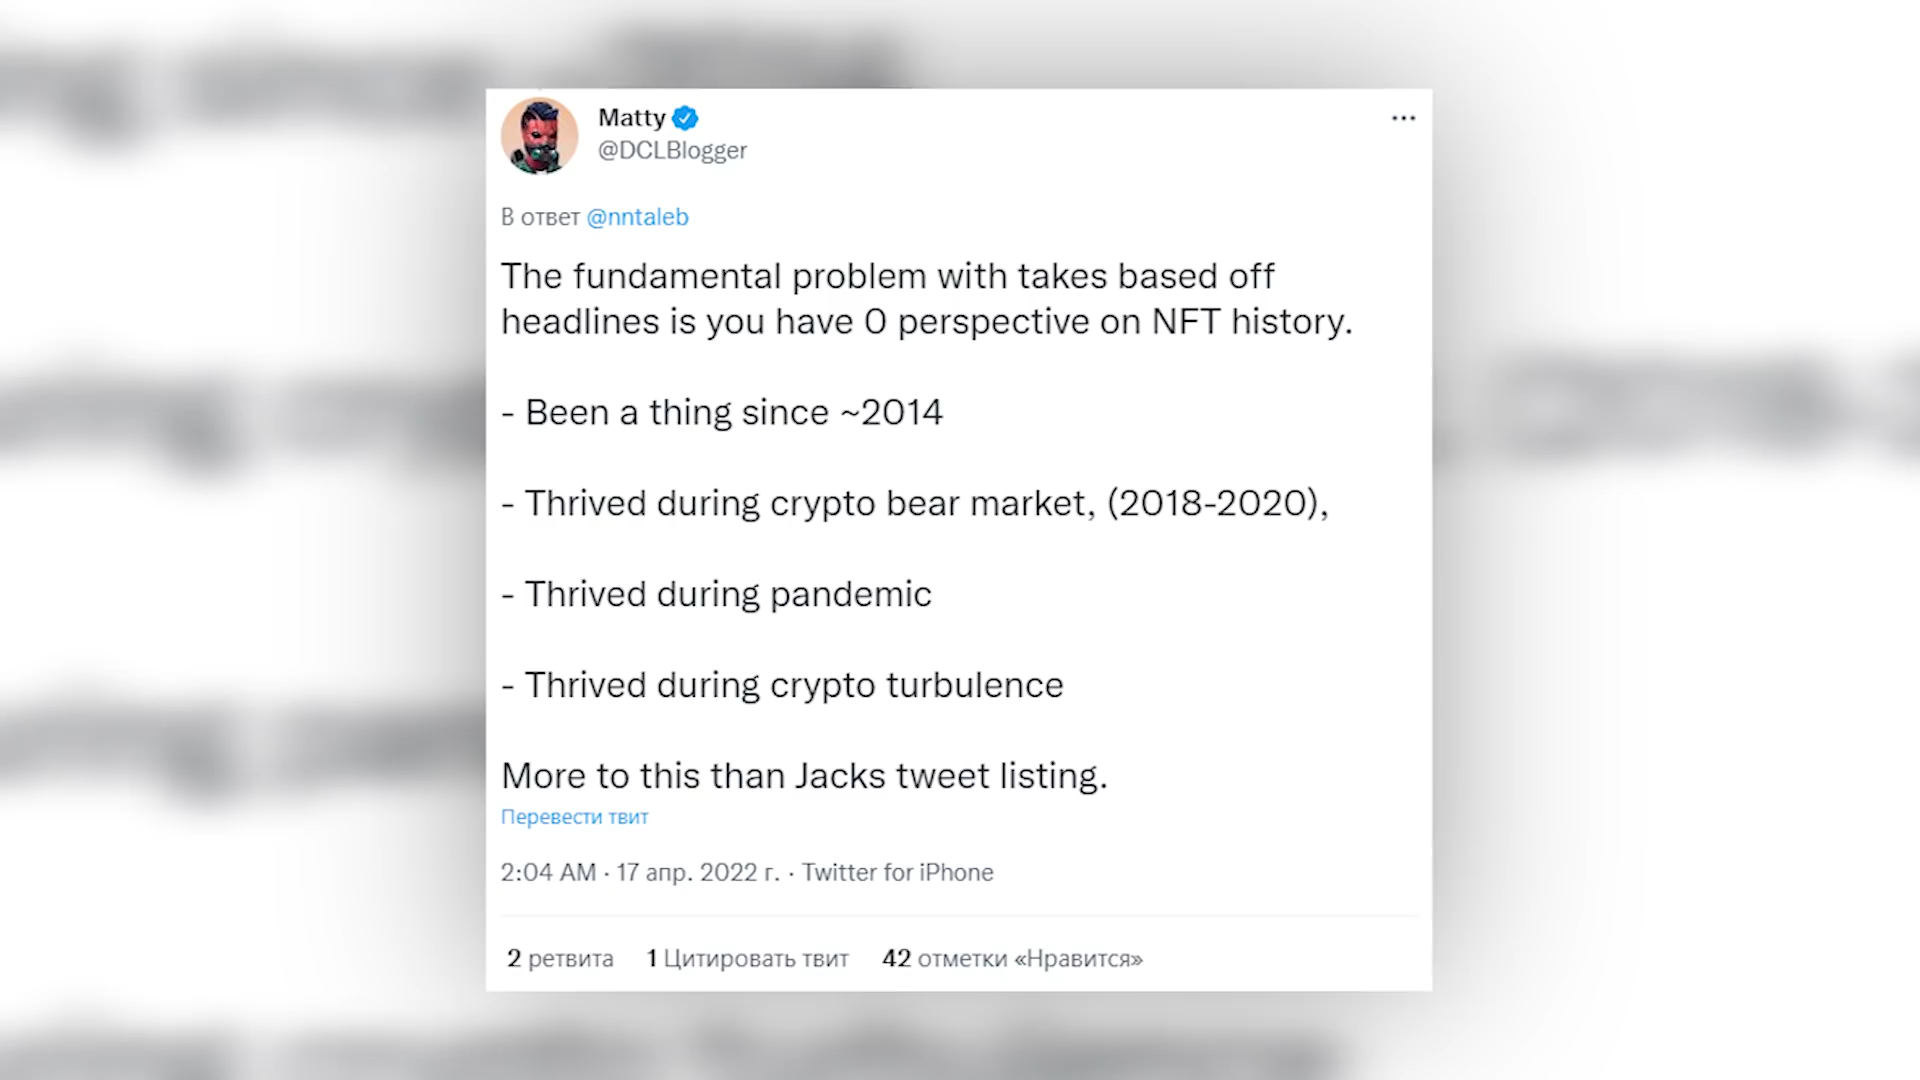 Matty
@DCLBlogger
В ответ @nntaleb
The fundamental problem with takes based off
headlines is you have 0 perspective on NFT history.
- Been a thing since ~2014
- Thrived during crypto bear market, (2018-2020),
- Thrived during pandemic
- Thrived during crypto turbulence
More to this than Jacks tweet listing.
Перевести твит
2:04 AM · 17 апр. 2022 г. · Twitter for iPhone
2 ретвита 1 Цитировать твит 42 отметки «Нравится»